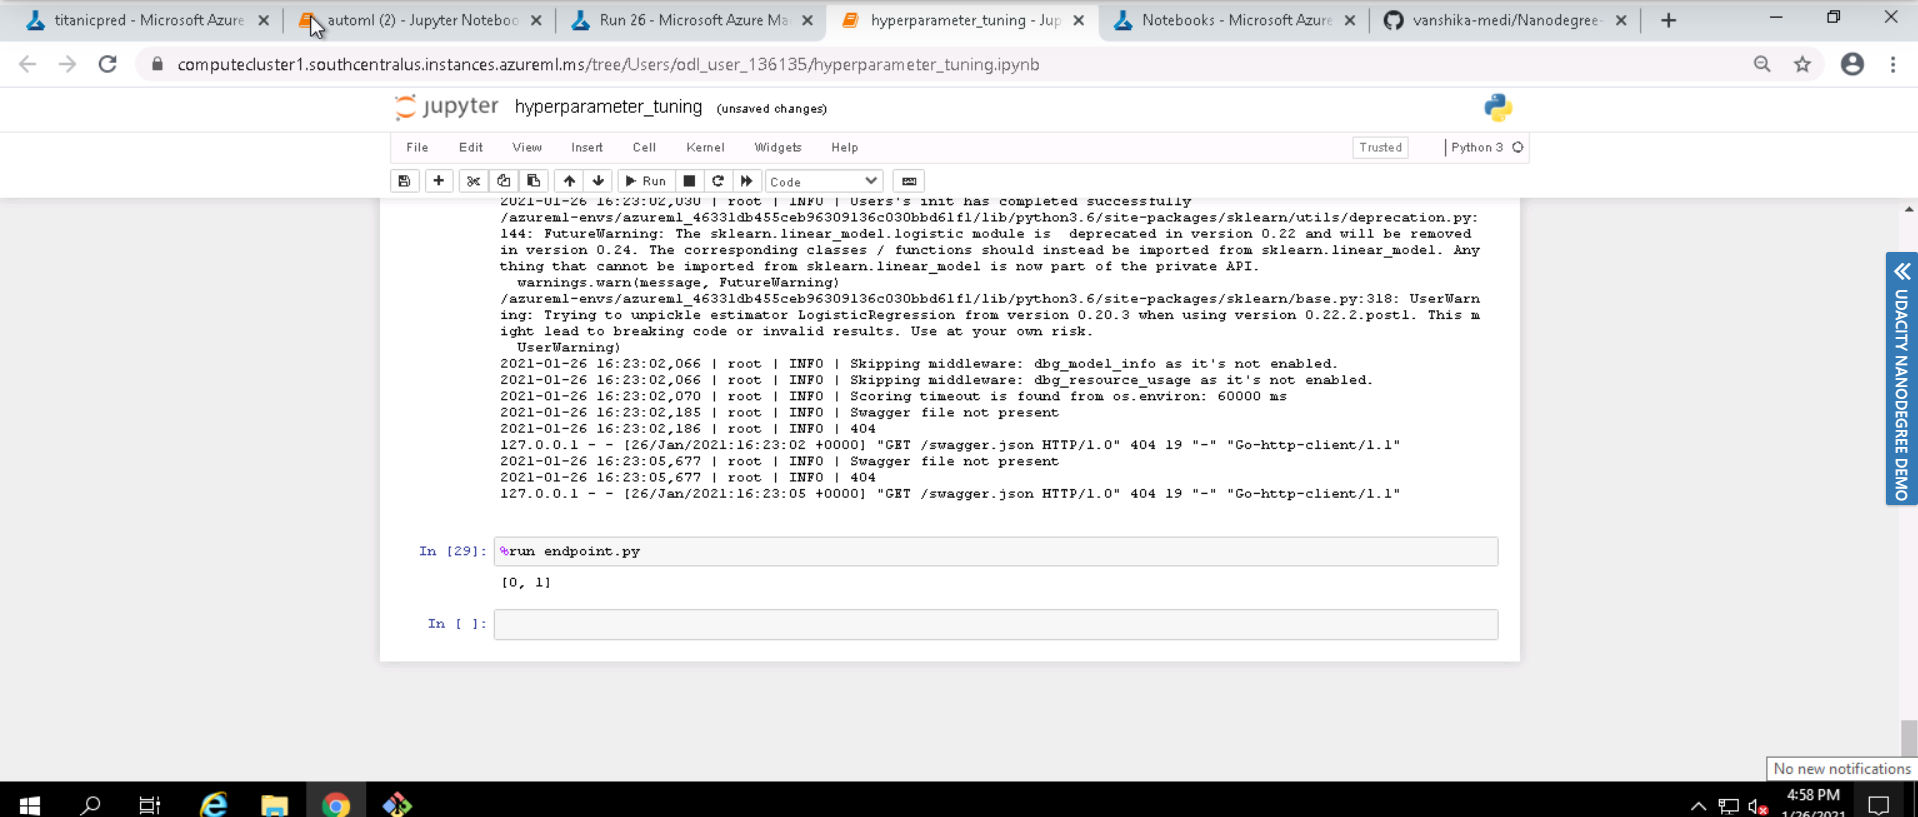 titanicpred - Microsoft Azure
automl (2) - Jupyter Noteboo
Run 26 - Microsoft Azure Ma
hyperparameter_tuning - Jup
Notebooks - Microsoft Azure
vanshika-medi/Nanodegree-
computecluster1.southcentralus.instances.azureml.ms/tree/Users/odl_user_136135/hyperparameter_tuning.ipynb
jupyter hyperparameter_tuning (unsaved changes)
File Edit View Insert Cell Kernel Widgets Help Trusted Python 3
Run Code
2021-01-26 16:23:02,030 | root | INFO | Users's init has completed successfully
/azureml-envs/azureml_46331db455ceb96309136c030bbd61f1/lib/python3.6/site-packages/sklearn/utils/deprecation.py:
144: FutureWarning: The sklearn.linear_model.logistic module is  deprecated in version 0.22 and will be removed
in version 0.24. The corresponding classes / functions should instead be imported from sklearn.linear_model. Any
thing that cannot be imported from sklearn.linear_model is now part of the private API.
warnings.warn(message, FutureWarning)
/azureml-envs/azureml_46331db455ceb96309136c030bbd61f1/lib/python3.6/site-packages/sklearn/base.py:318: UserWarn
ing: Trying to unpickle estimator LogisticRegression from version 0.20.3 when using version 0.22.2.post1. This m
ight lead to breaking code or invalid results. Use at your own risk.
UserWarning)
2021-01-26 16:23:02,066 | root | INFO | Skipping middleware: dbg_model_info as it's not enabled.
2021-01-26 16:23:02,066 | root | INFO | Skipping middleware: dbg_resource_usage as it's not enabled.
2021-01-26 16:23:02,070 | root | INFO | Scoring timeout is found from os.environ: 60000 ms
2021-01-26 16:23:02,185 | root | INFO | Swagger file not present
2021-01-26 16:23:02,186 | root | INFO | 404
127.0.0.1 - - [26/Jan/2021:16:23:02 +0000] "GET /swagger.json HTTP/1.0" 404 19 "-" "Go-http-client/1.1"
2021-01-26 16:23:05,677 | root | INFO | Swagger file not present
2021-01-26 16:23:05,677 | root | INFO | 404
127.0.0.1 - - [26/Jan/2021:16:23:05 +0000] "GET /swagger.json HTTP/1.0" 404 19 "-" "Go-http-client/1.1"
In [29]: %run endpoint.py
[0, 1]
In [ ]:
UDACITY NANODEGREE DEMO
No new notifications
4:58 PM
1/26/2021